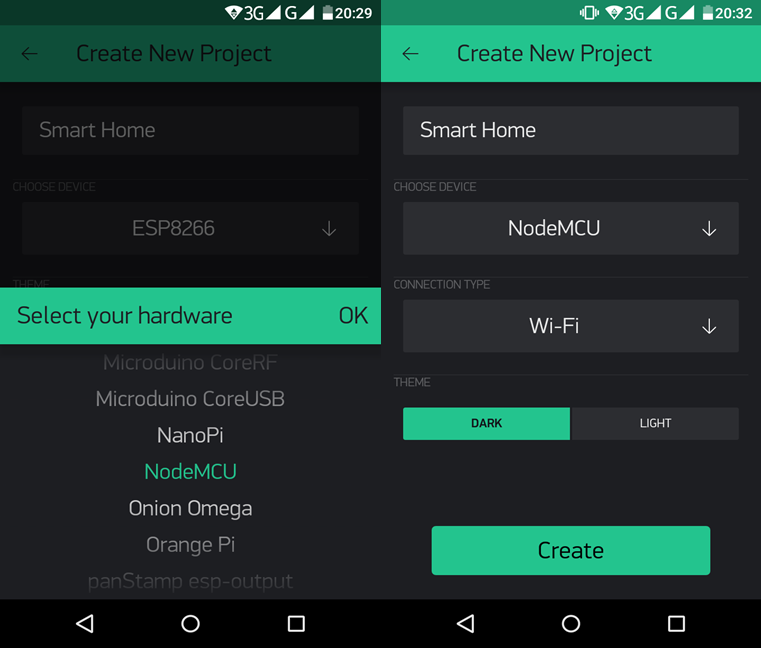 3G G 20:29
Create New Project
Smart Home
CHOOSE DEVICE
ESP8266
THEME
Select your hardware OK
Microduino CoreRF
Microduino CoreUSB
NanoPi
NodeMCU
Onion Omega
Orange Pi
panStamp esp-output
3G G 20:32
Create New Project
Smart Home
CHOOSE DEVICE
NodeMCU
CONNECTION TYPE
Wi-Fi
THEME
DARK LIGHT
Create